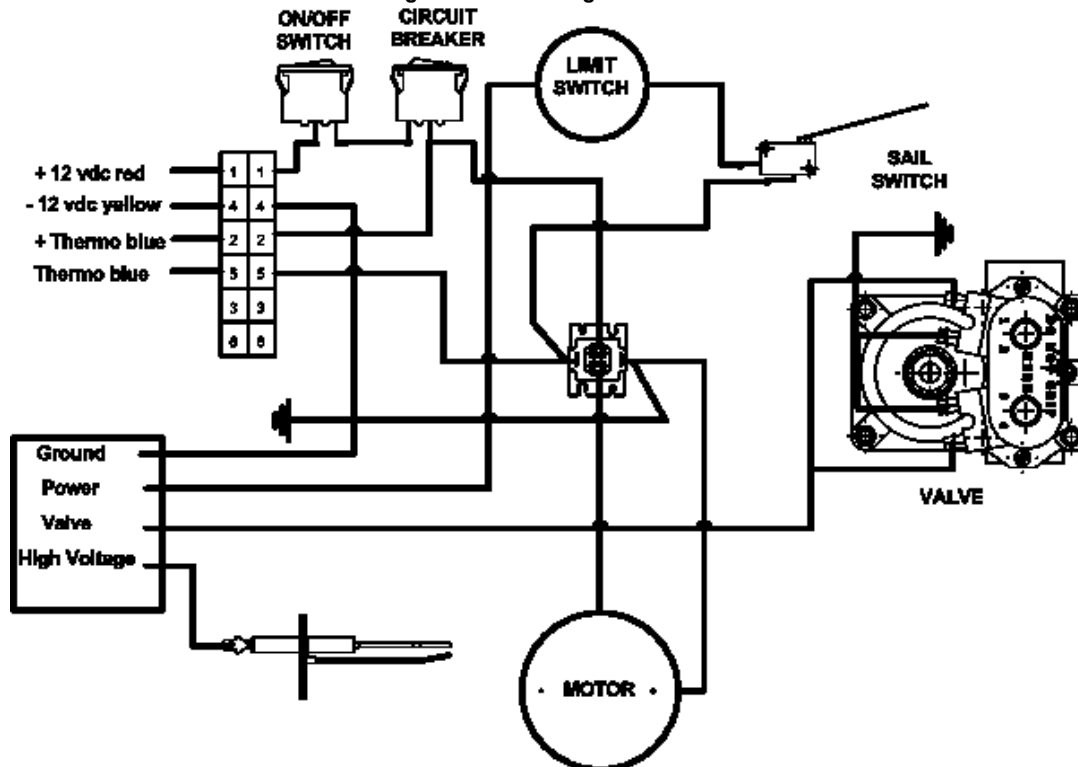 ON/OFF
SWITCH
CIRCUIT
BREAKER
LIMIT
SWITCH
SAIL
SWITCH
+ 12 vdc red
1 1
- 12 vdc yellow
4 4
+ Thermo blue
2 2
Thermo blue
5 5
3 3
6 6
Ground
Power
Valve
High Voltage
VALVE
MOTOR